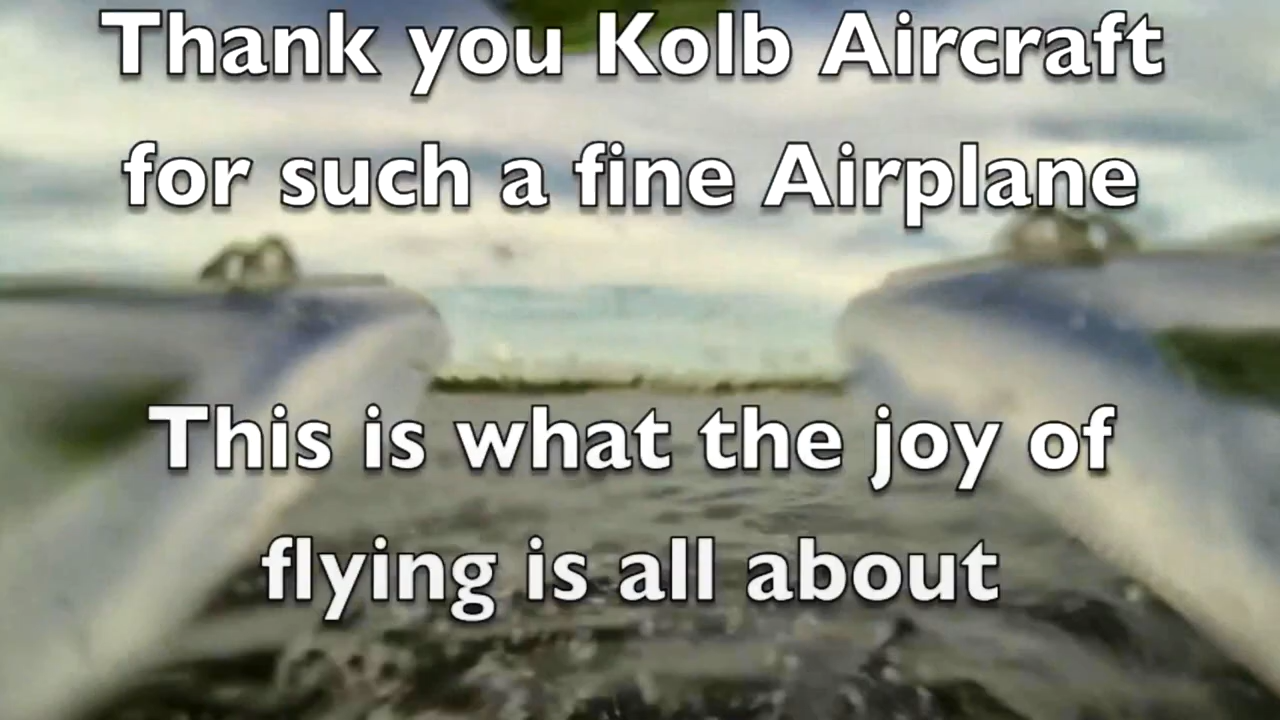 Thank you Kolb Aircraft
for such a fine Airplane
This is what the joy of
flying is all about